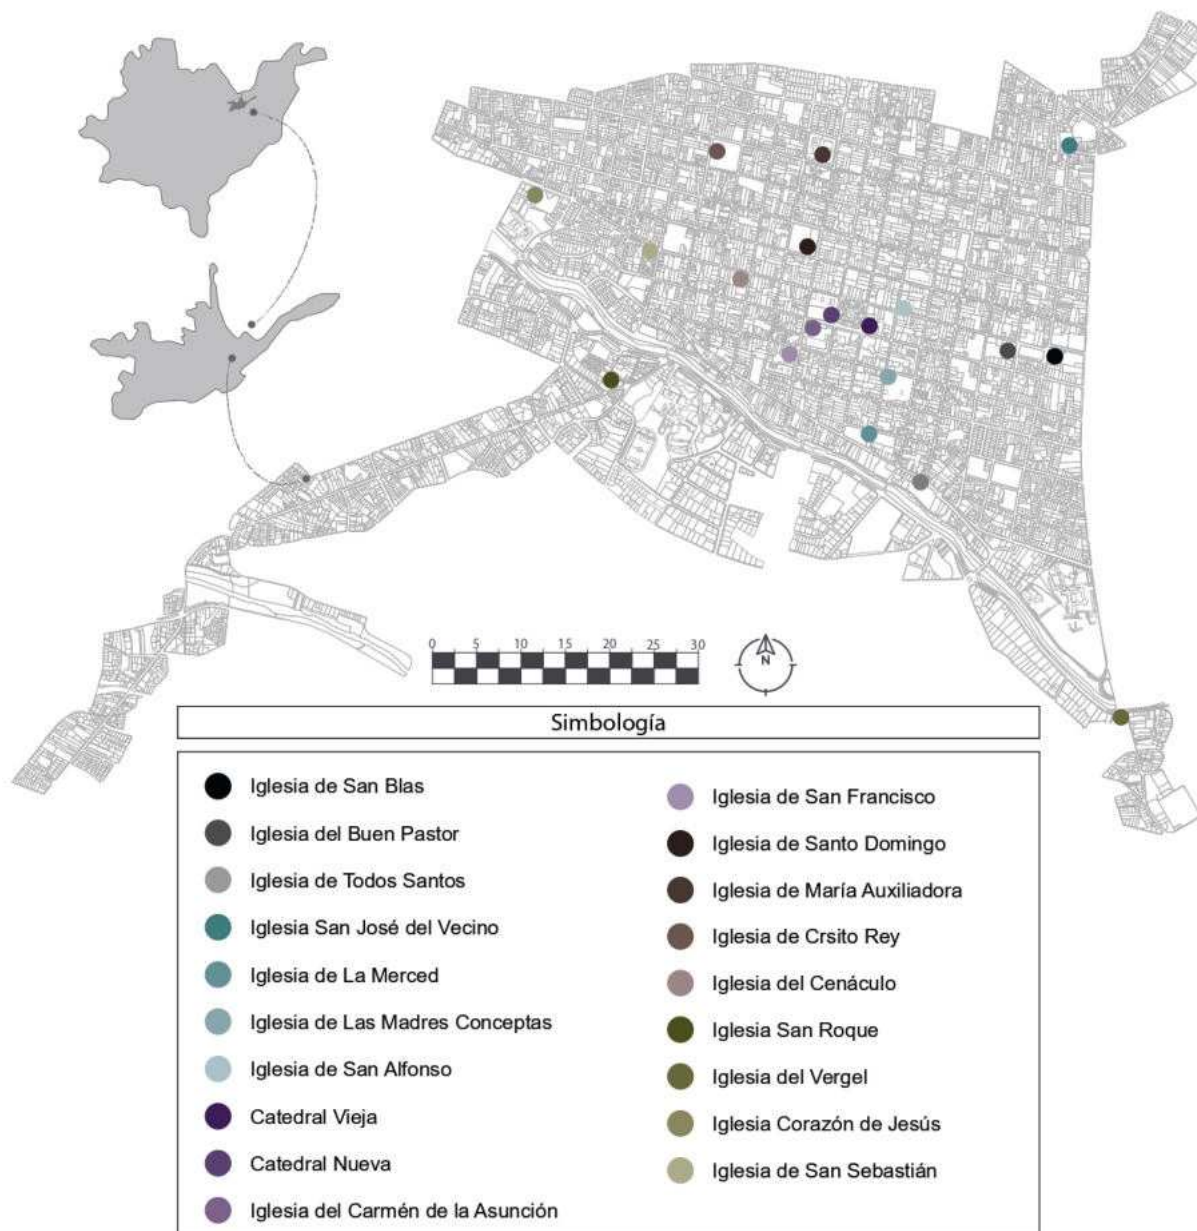 0 5 10 15 20 25 30
N
Simbología
Iglesia de San Blas
Iglesia del Buen Pastor
Iglesia de Todos Santos
Iglesia San José del Vecino
Iglesia de La Merced
Iglesia de Las Madres Conceptas
Iglesia de San Alfonso
Catedral Vieja
Catedral Nueva
Iglesia del Carmén de la Asunción
Iglesia de San Francisco
Iglesia de Santo Domingo
Iglesia de María Auxiliadora
Iglesia de Crsito Rey
Iglesia del Cenáculo
Iglesia San Roque
Iglesia del Vergel
Iglesia Corazón de Jesús
Iglesia de San Sebastián